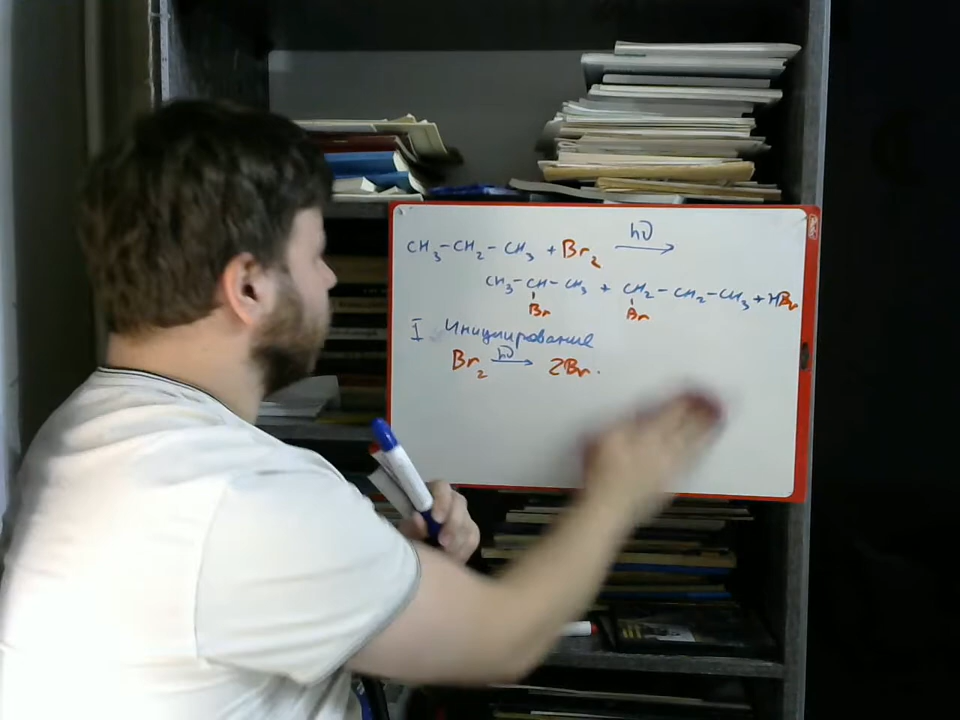 CH₃-CH₂-CH₃ + Br₂ hν →
CH₃-CH-CH₃ + CH₂-CH₂-CH₃ + HBr
Br Br
I Инициирование
Br₂ hν → 2Br·